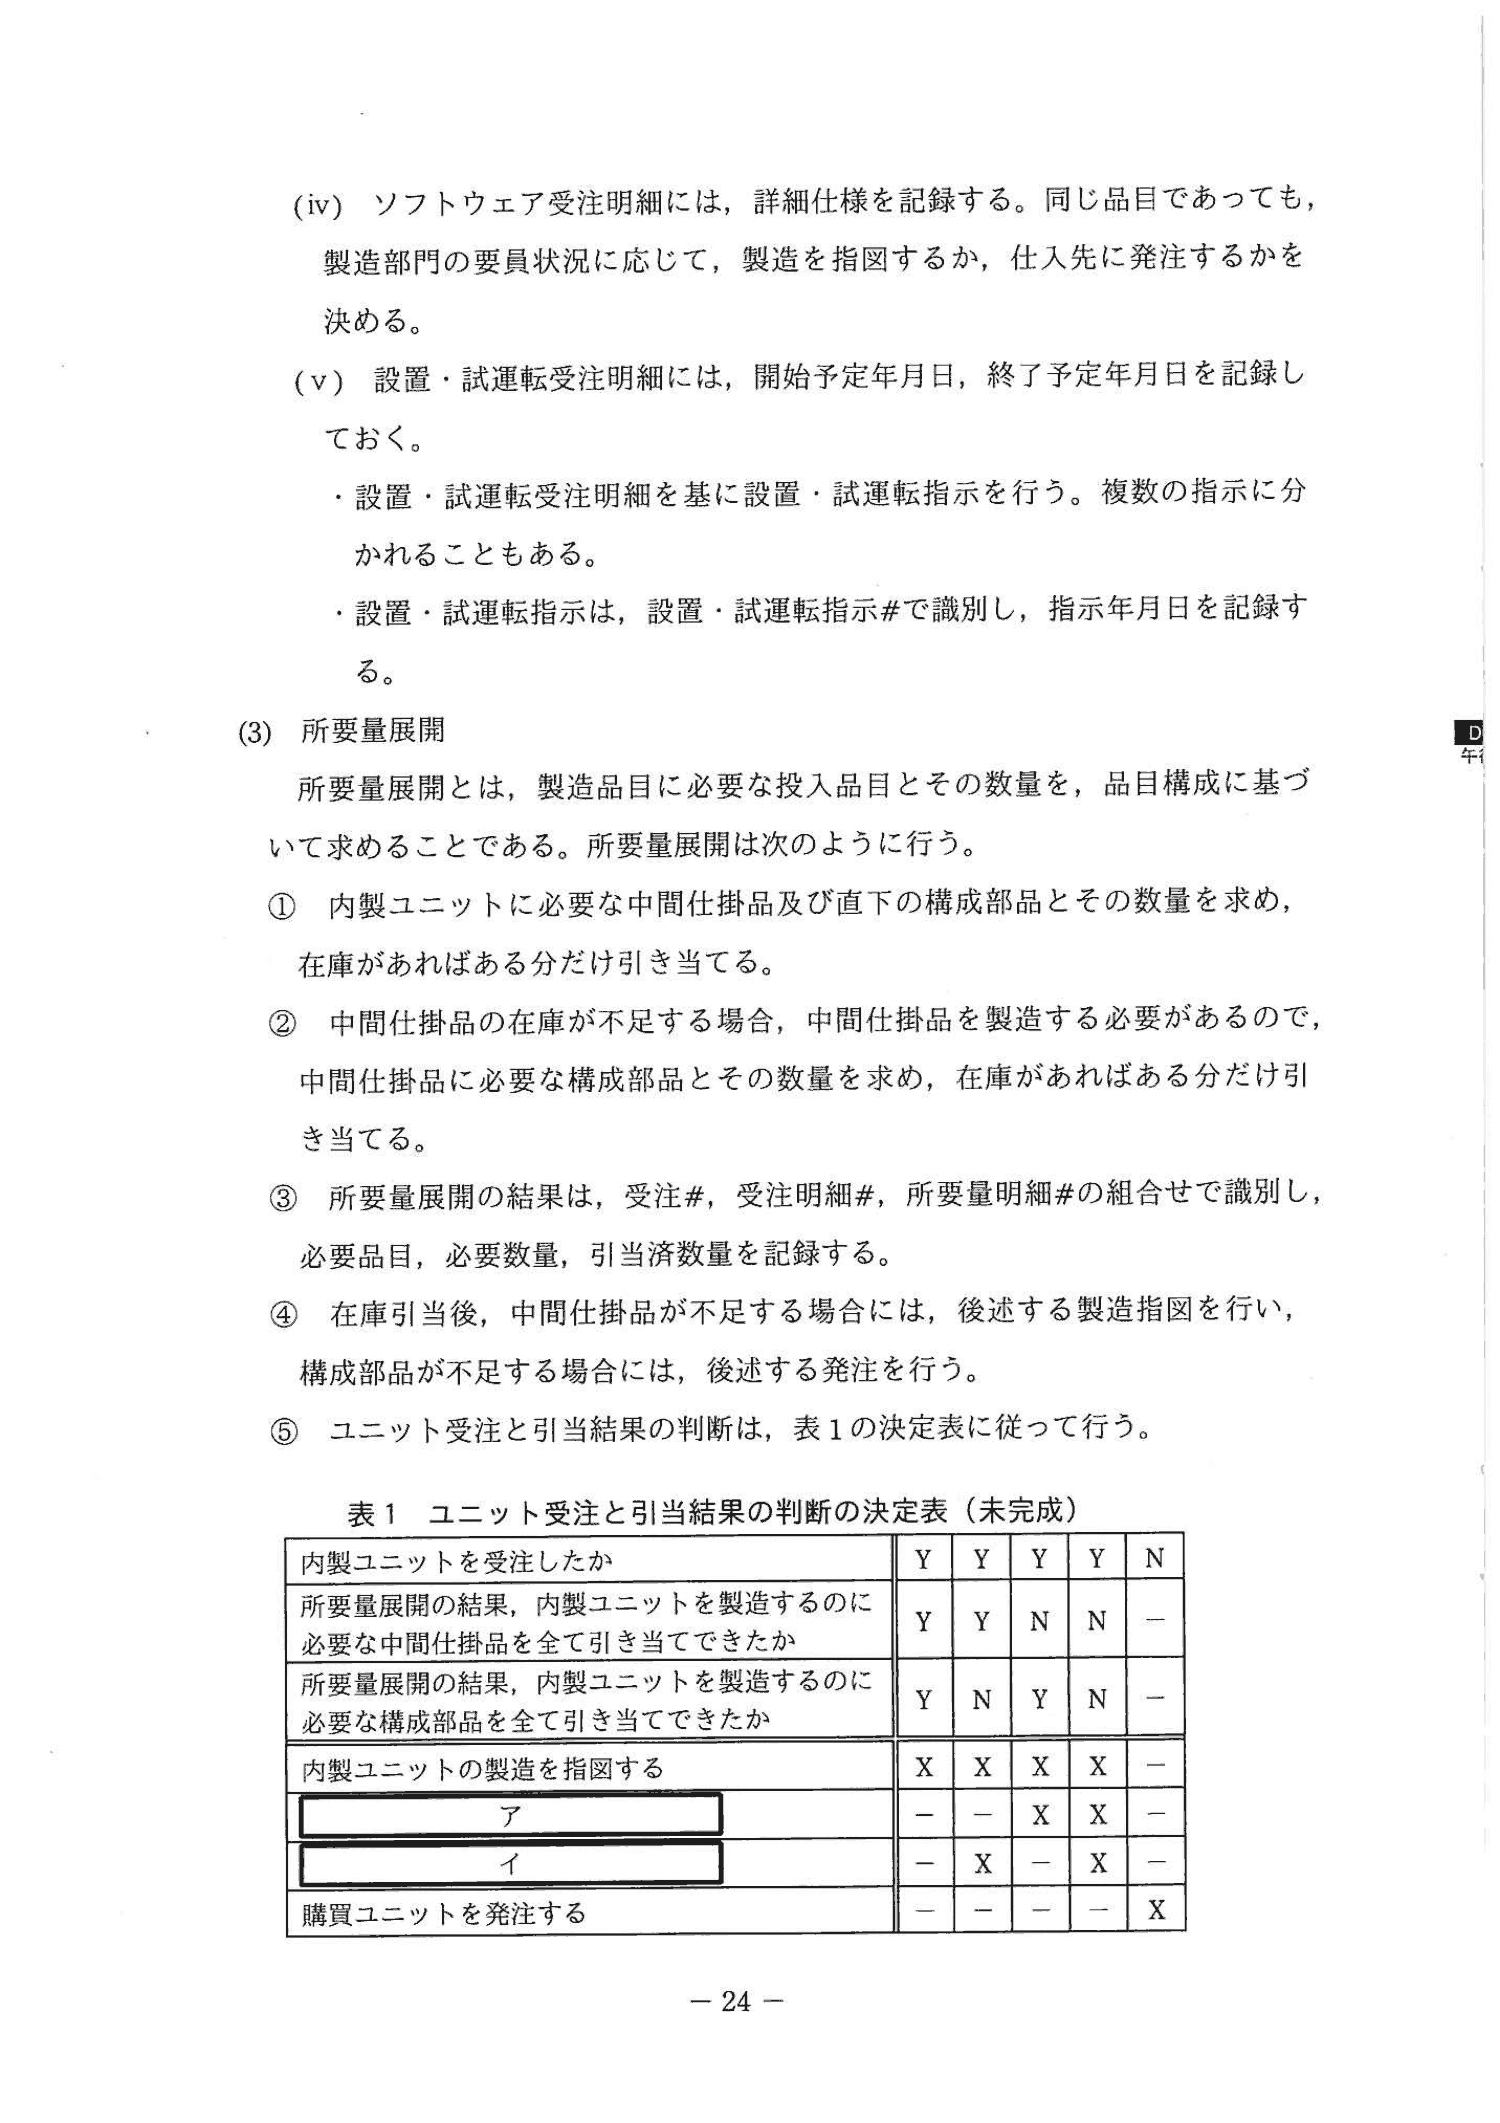 (iv) ソフトウェア受注明細には，詳細仕様を記録する。同じ品目であっても，
製造部門の要員状況に応じて，製造を指図するか，仕入先に発注するかを
決める。
(v) 設置・試運転受注明細には，開始予定年月日，終了予定年月日を記録し
ておく。
・設置・試運転受注明細を基に設置・試運転指示を行う。複数の指示に分
かれることもある。
・設置・試運転指示は，設置・試運転指示#で識別し，指示年月日を記録す
る。
(3) 所要量展開
所要量展開とは，製造品目に必要な投入品目とその数量を，品目構成に基づ
いて求めることである。所要量展開は次のように行う。
① 内製ユニットに必要な中間仕掛品及び直下の構成部品とその数量を求め，
在庫があればある分だけ引き当てる。
② 中間仕掛品の在庫が不足する場合，中間仕掛品を製造する必要があるので，
中間仕掛品に必要な構成部品とその数量を求め，在庫があればある分だけ引
き当てる。
③ 所要量展開の結果は，受注#，受注明細#，所要量明細#の組合せで識別し，
必要品目，必要数量，引当済数量を記録する。
④ 在庫引当後，中間仕掛品が不足する場合には，後述する製造指図を行い，
構成部品が不足する場合には，後述する発注を行う。
⑤ ユニット受注と引当結果の判断は，表1の決定表に従って行う。
表1 ユニット受注と引当結果の判断の決定表（未完成）
内製ユニットを受注したか Y Y Y Y N
所要量展開の結果，内製ユニットを製造するのに
必要な中間仕掛品を全て引き当てできたか Y Y N N －
所要量展開の結果，内製ユニットを製造するのに
必要な構成部品を全て引き当てできたか Y N Y N －
内製ユニットの製造を指図する X X X X －
ア － － X X －
イ － X － X －
購買ユニットを発注する － － － － X
－ 24 －
D
午